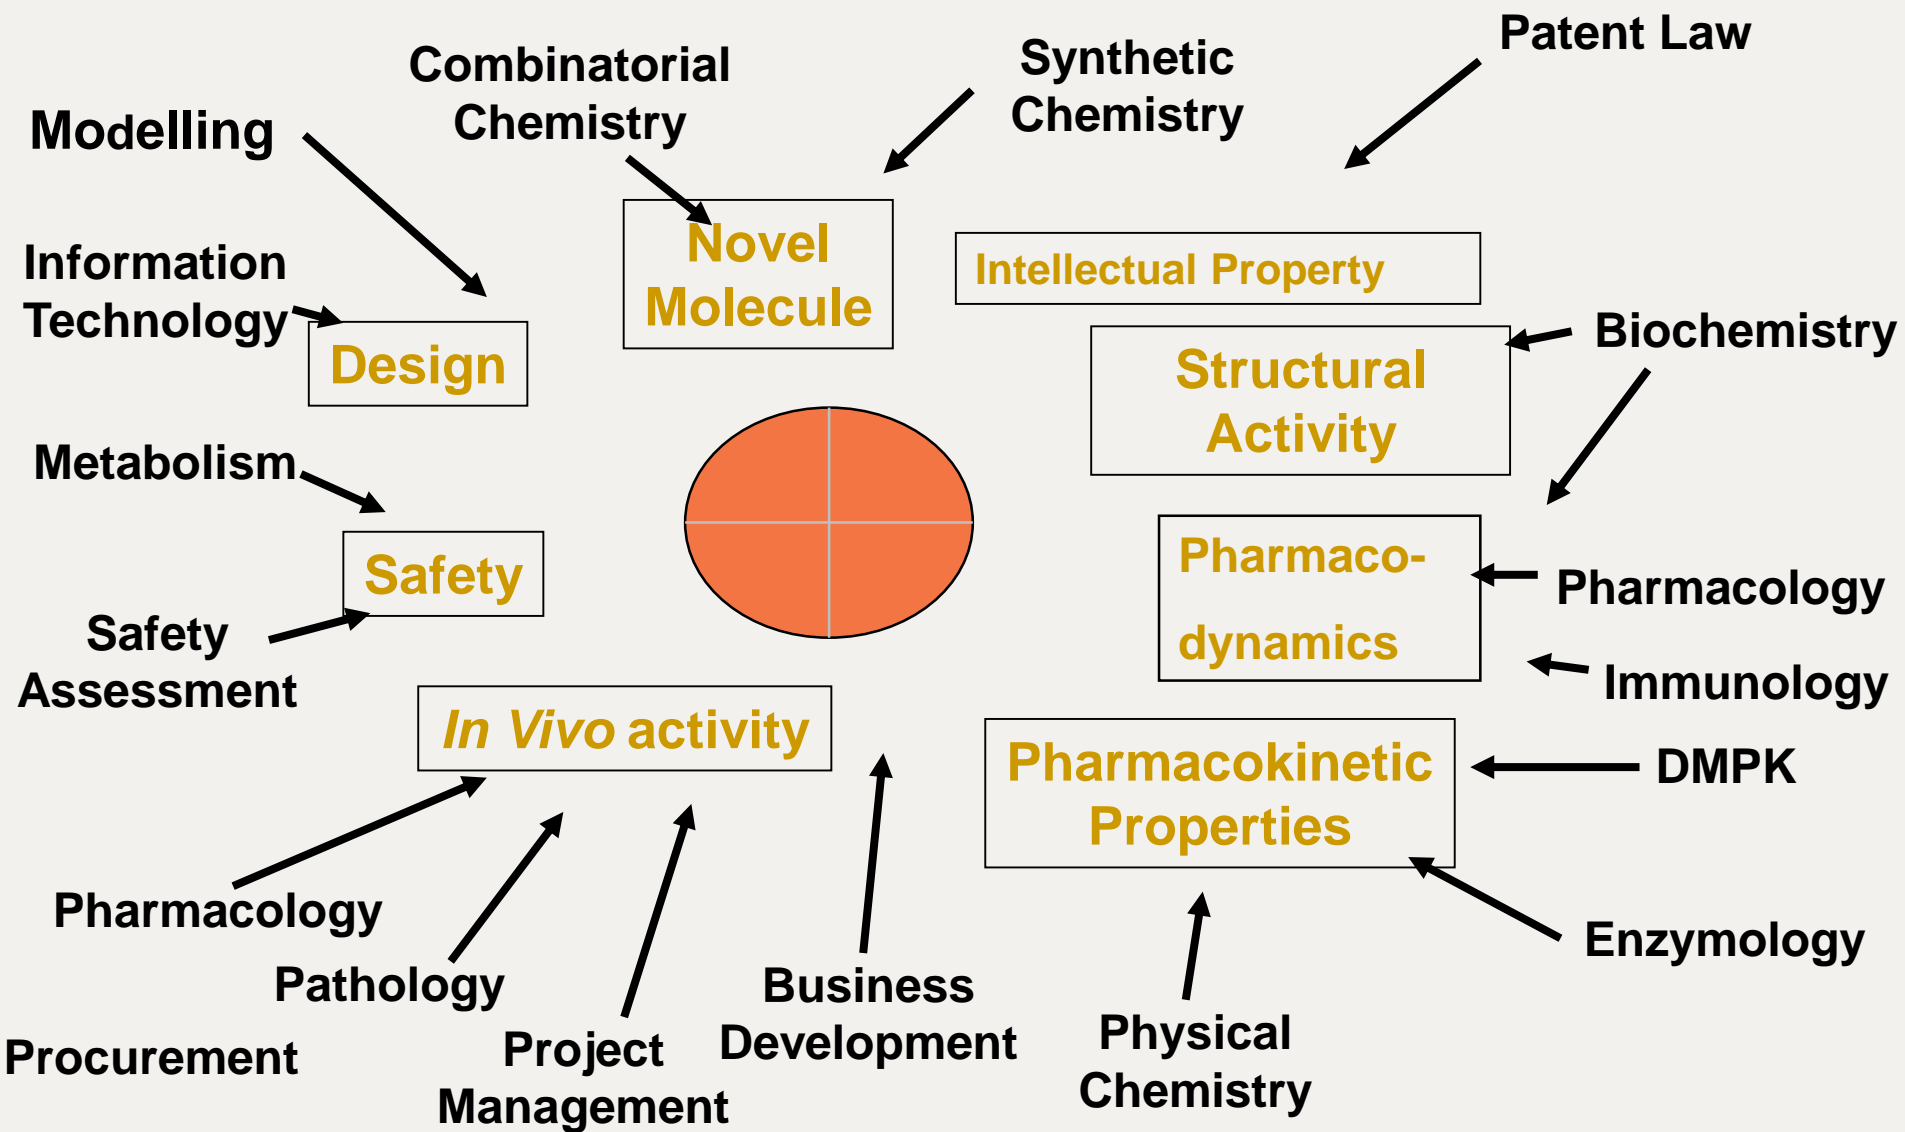 Patent Law
Combinatorial
Chemistry
Synthetic
Chemistry
Modelling
Novel
Molecule
Intellectual Property
Information
Technology
Design
Biochemistry
Structural
Activity
Metabolism
Safety
Pharmaco-
dynamics
Pharmacology
Safety
Assessment
Immunology
In Vivo activity
Pharmacokinetic
Properties
DMPK
Pharmacology
Enzymology
Pathology
Business
Development
Procurement
Project
Management
Physical
Chemistry